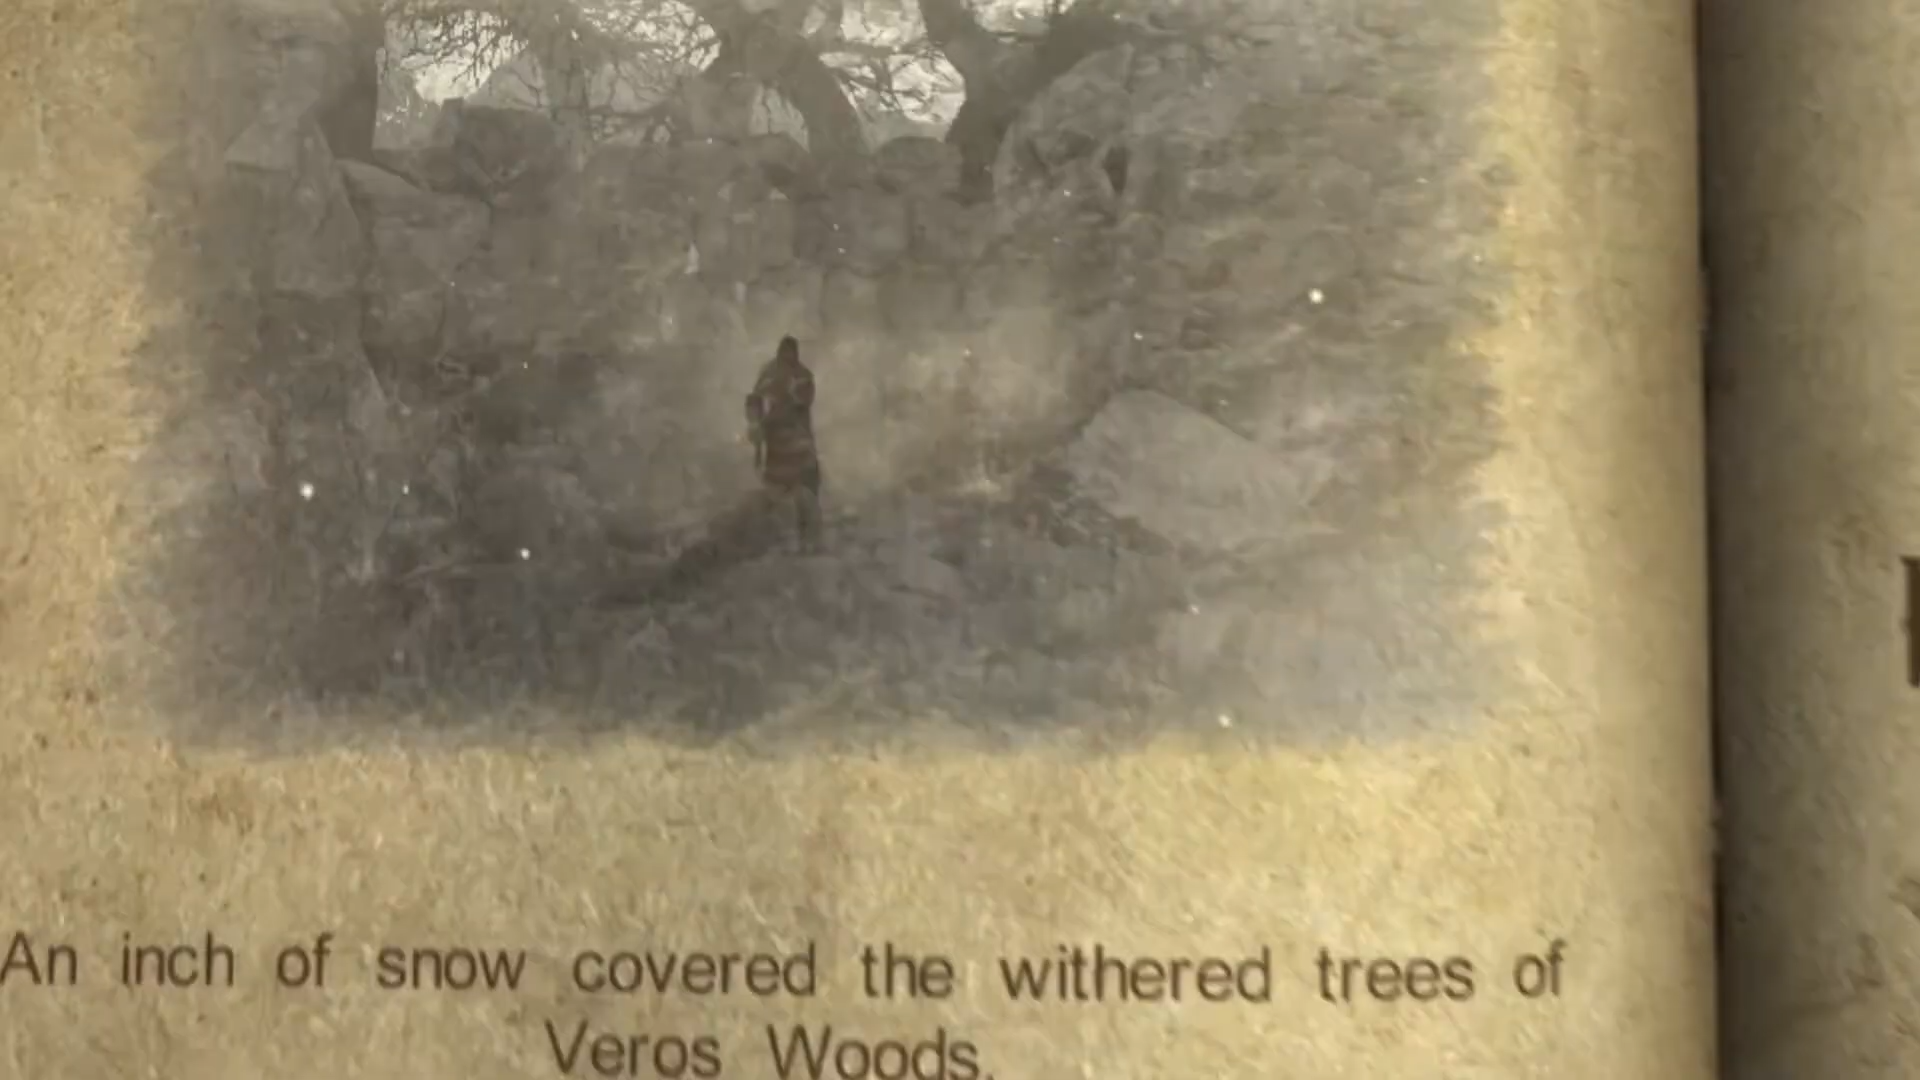 An inch of snow covered the withered trees of
Veros Woods.